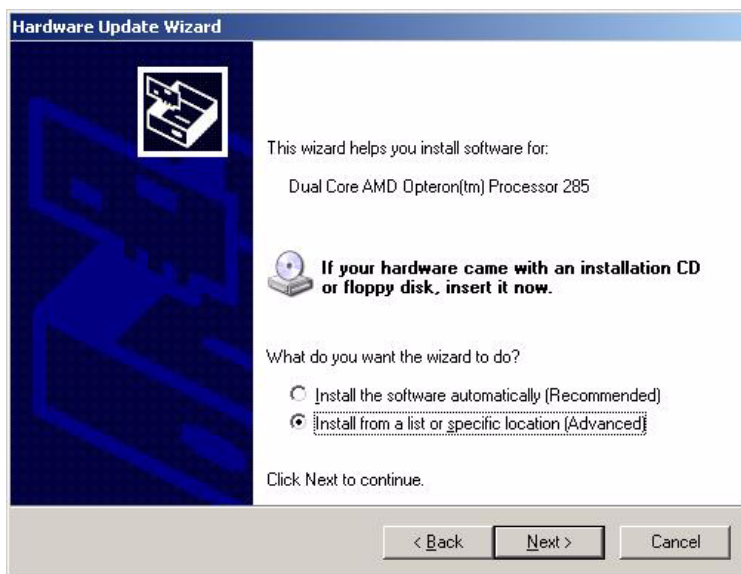 Hardware Update Wizard
This wizard helps you install software for:
Dual Core AMD Opteron(tm) Processor 285
If your hardware came with an installation CD
or floppy disk, insert it now.
What do you want the wizard to do?
Install the software automatically (Recommended)
Install from a list or specific location (Advanced)
Click Next to continue.
< Back
Next >
Cancel